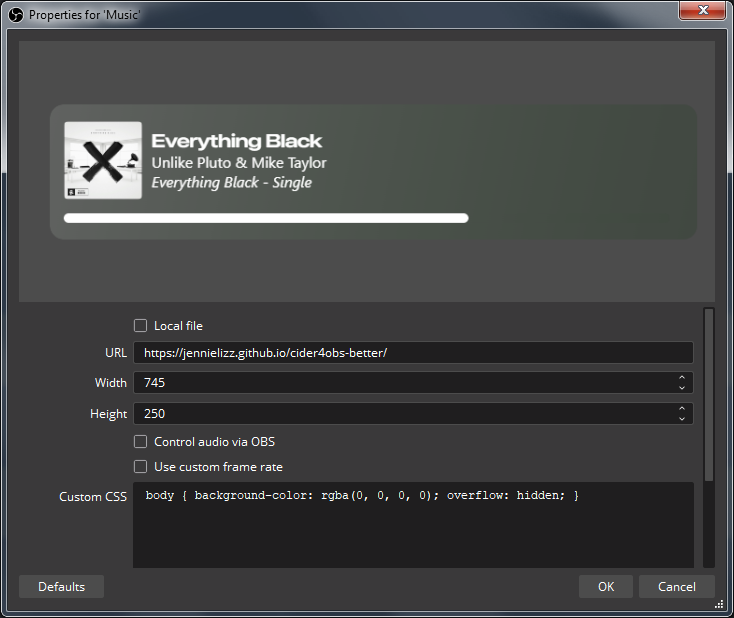 Properties for 'Music'
Everything Black
Unlike Pluto & Mike Taylor
Everything Black - Single
Local file
URL https://jennielizz.github.io/cider4obs-better/
Width 745
Height 250
Control audio via OBS
Use custom frame rate
Custom CSS body { background-color: rgba(0, 0, 0, 0); overflow: hidden; }
Defaults OK Cancel